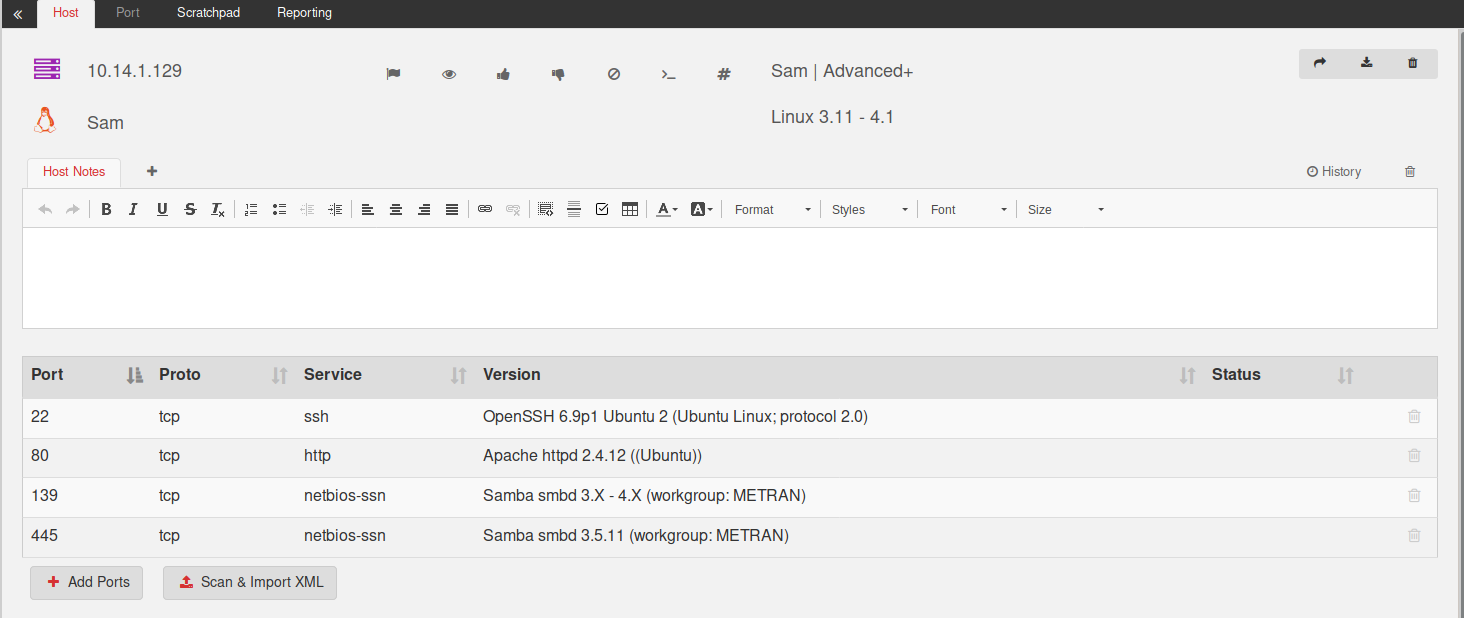 « Host Port Scratchpad Reporting
10.14.1.129 Sam | Advanced+
Sam Linux 3.11 - 4.1
Host Notes + History
B I U S Ix A A Format Styles Font Size
Port Proto Service Version Status
22 tcp ssh OpenSSH 6.9p1 Ubuntu 2 (Ubuntu Linux; protocol 2.0)
80 tcp http Apache httpd 2.4.12 ((Ubuntu))
139 tcp netbios-ssn Samba smbd 3.X - 4.X (workgroup: METRAN)
445 tcp netbios-ssn Samba smbd 3.5.11 (workgroup: METRAN)
+ Add Ports Scan & Import XML